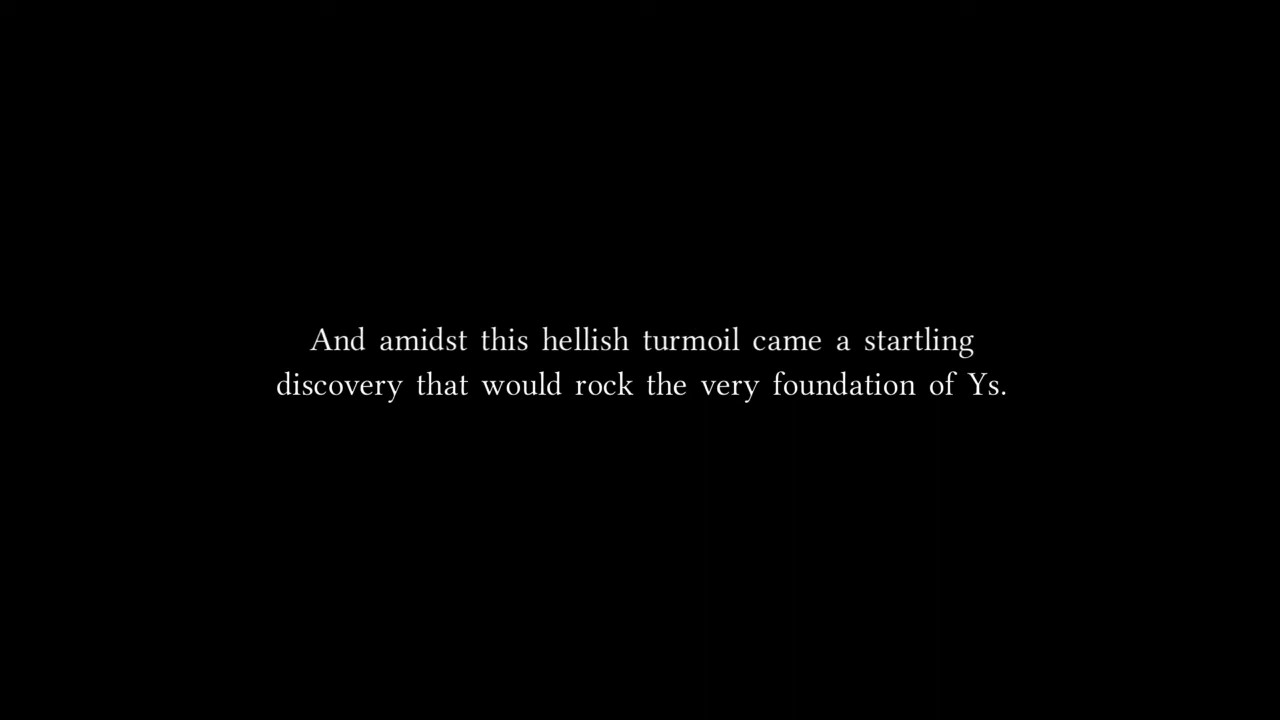 And amidst this hellish turmoil came a startling
discovery that would rock the very foundation of Ys.